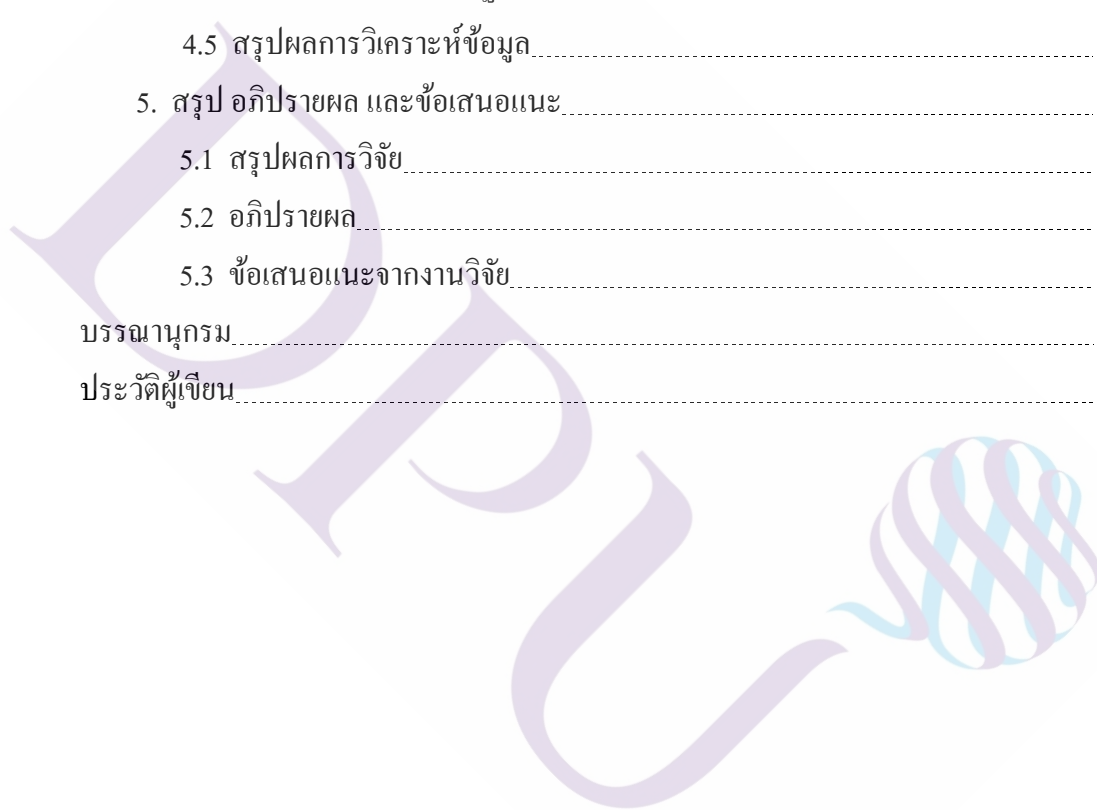 4.5 สรุปผลการวิเคราะห์ข้อมูล
5. สรุป อภิปรายผล และข้อเสนอแนะ
5.1 สรุปผลการวิจัย
5.2 อภิปรายผล
5.3 ข้อเสนอแนะจากงานวิจัย
บรรณานุกรม
ประวัติผู้เขียน
DPU